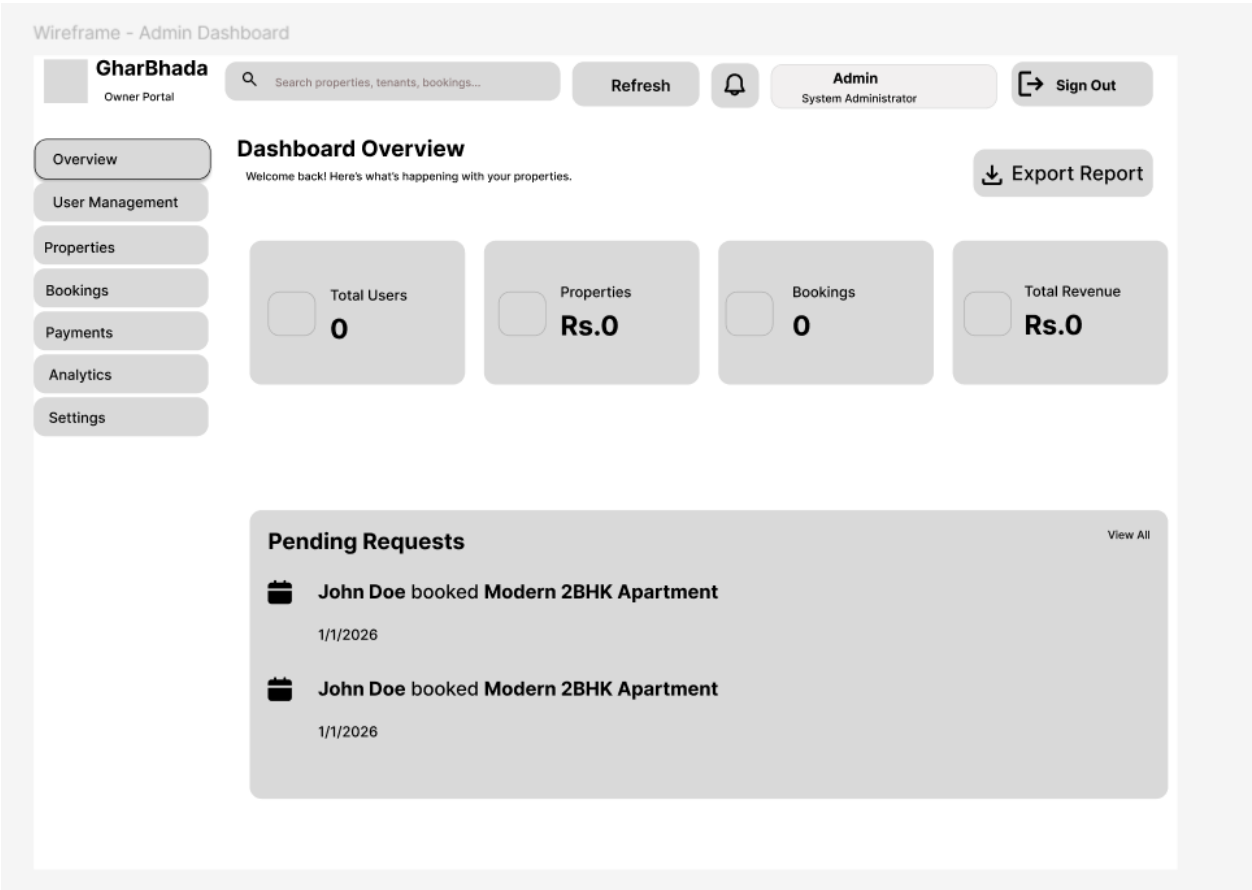 Wireframe - Admin Dashboard
GharBhada
Owner Portal
Search properties, tenants, bookings...
Refresh
Admin
System Administrator
Sign Out
Overview
User Management
Properties
Bookings
Payments
Analytics
Settings
Dashboard Overview
Welcome back! Here's what's happening with your properties.
Export Report
Total Users
0
Properties
Rs.0
Bookings
0
Total Revenue
Rs.0
Pending Requests
View All
John Doe booked Modern 2BHK Apartment
1/1/2026
John Doe booked Modern 2BHK Apartment
1/1/2026